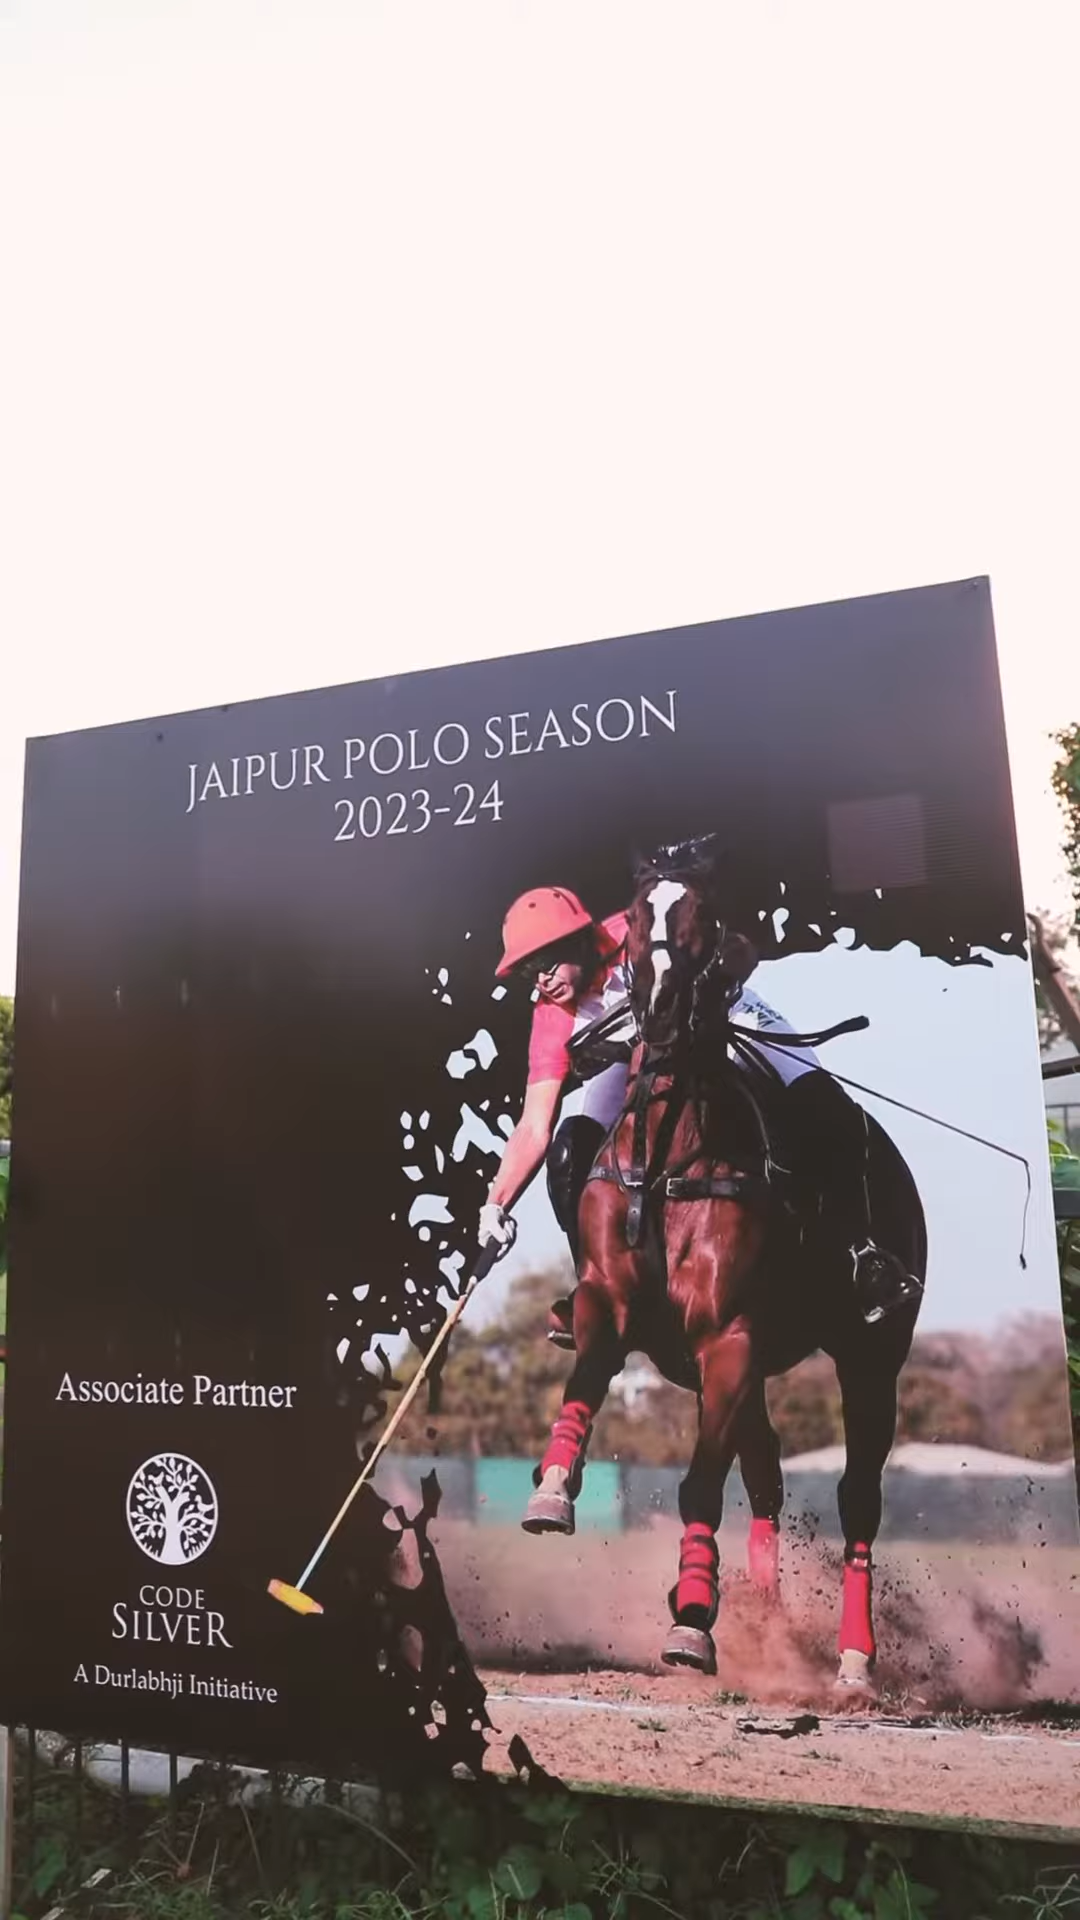 JAIPUR POLO SEASON
2023-24
Associate Partner
CODE
SILVER
A Durlabhji Initiative